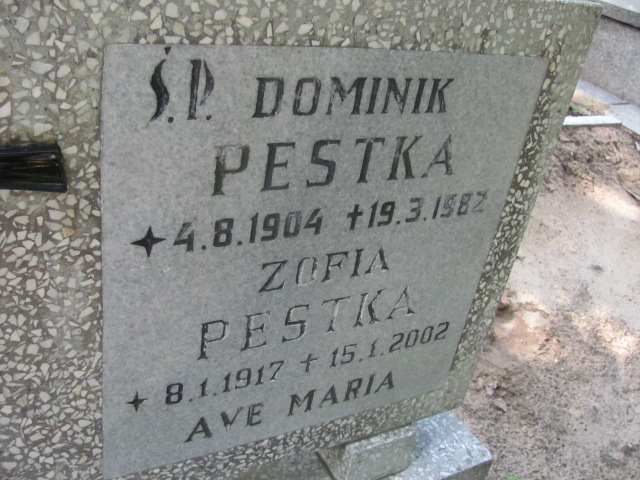 Ś.P. DOMINIK
PESTKA
4.8.1904 +19.3.1982
ZOFIA
PESTKA
8.1.1917 + 15.1.2002
AVE MARIA